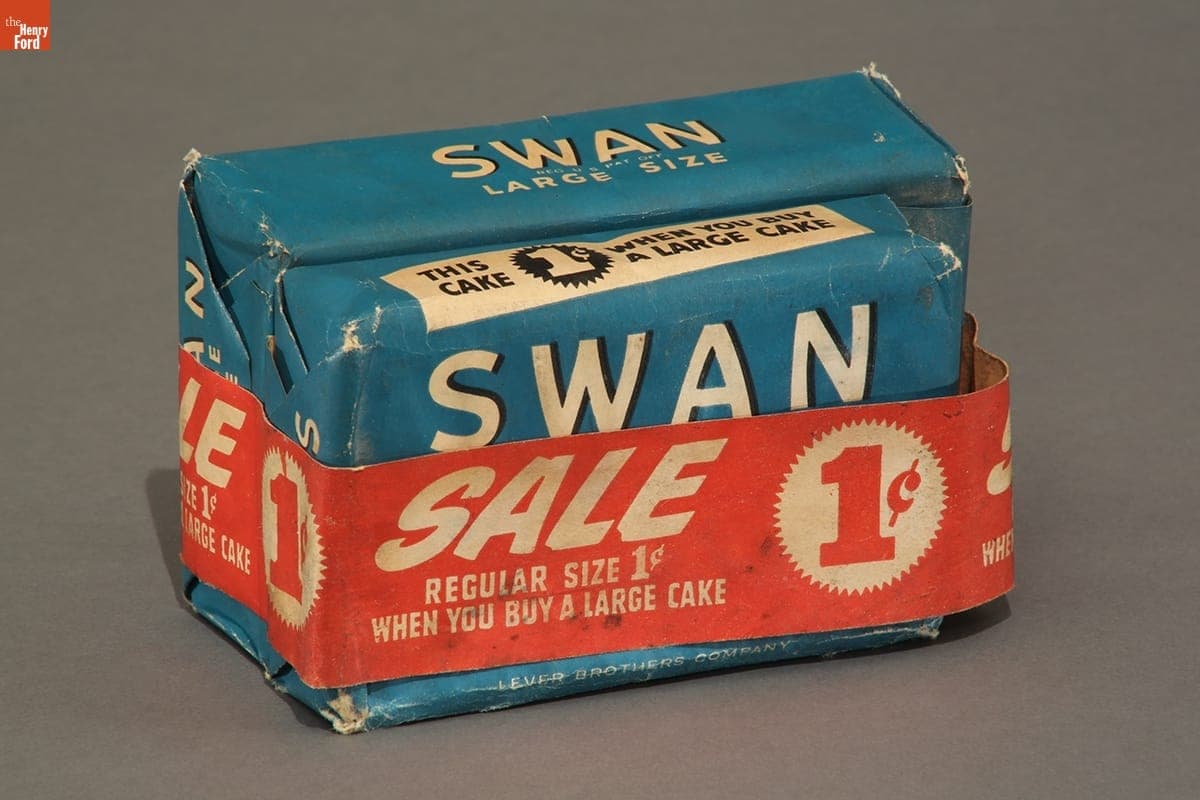 the
Henry
Ford
SWAN
REG. U.S. PAT. OFF.
LARGE SIZE
THIS CAKE 1¢ WHEN YOU BUY A LARGE CAKE
SWAN
SALE
REGULAR SIZE 1¢
WHEN YOU BUY A LARGE CAKE
1¢
LEVER BROTHERS COMPANY
LE
SIZE 1¢
LARGE CAKE
1¢
S
WHE